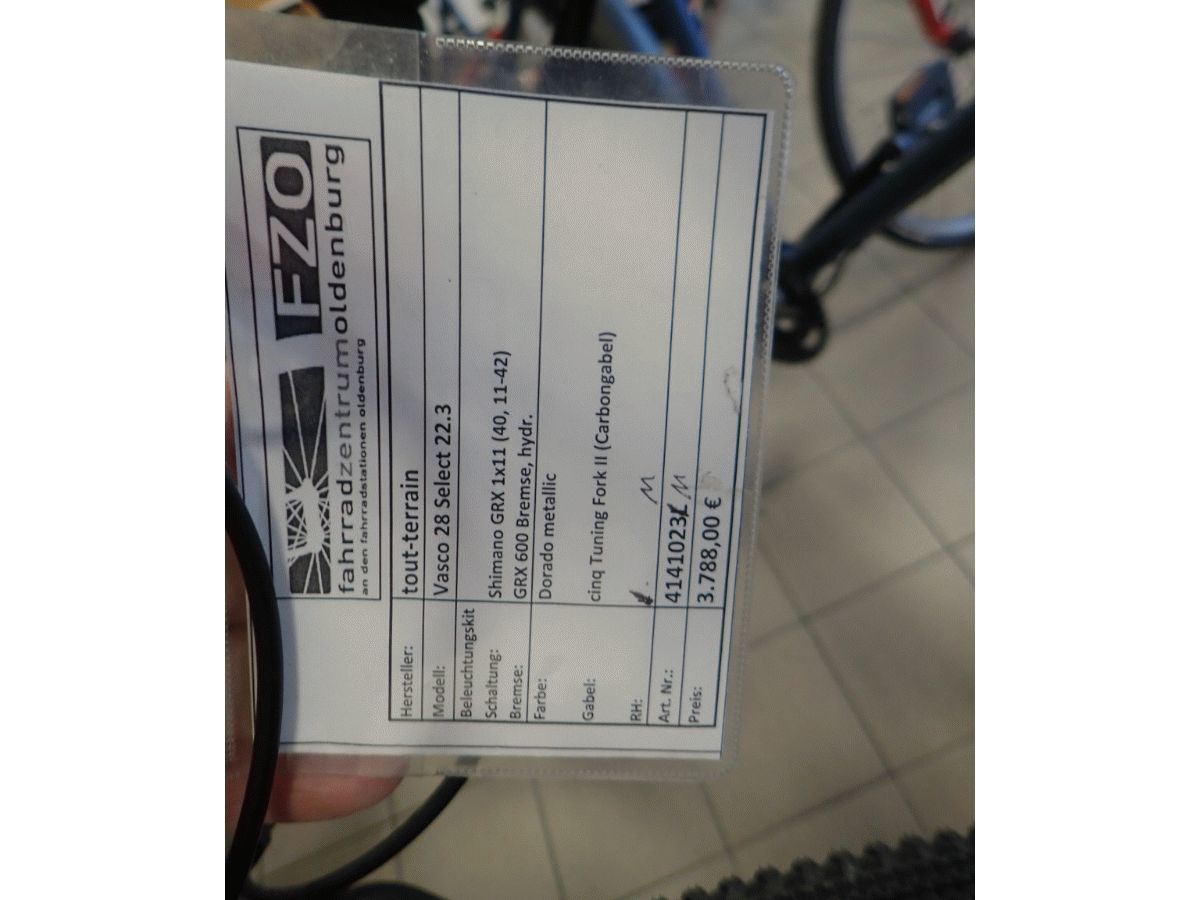 FZO
fahrradzentrumoldenburg
an den fahrradstationen oldenburg
Hersteller: tout-terrain
Modell: Vasco 28 Select 22.3
Beleuchtungskit
Schaltung: Shimano GRX 1x11 (40, 11-42)
Bremse: GRX 600 Bremse, hydr.
Farbe: Dorado metallic
Gabel: cinq Tuning Fork II (Carbongabel)
RH: M
Art. Nr.: 4141023 M
Preis: 3.788,00 €